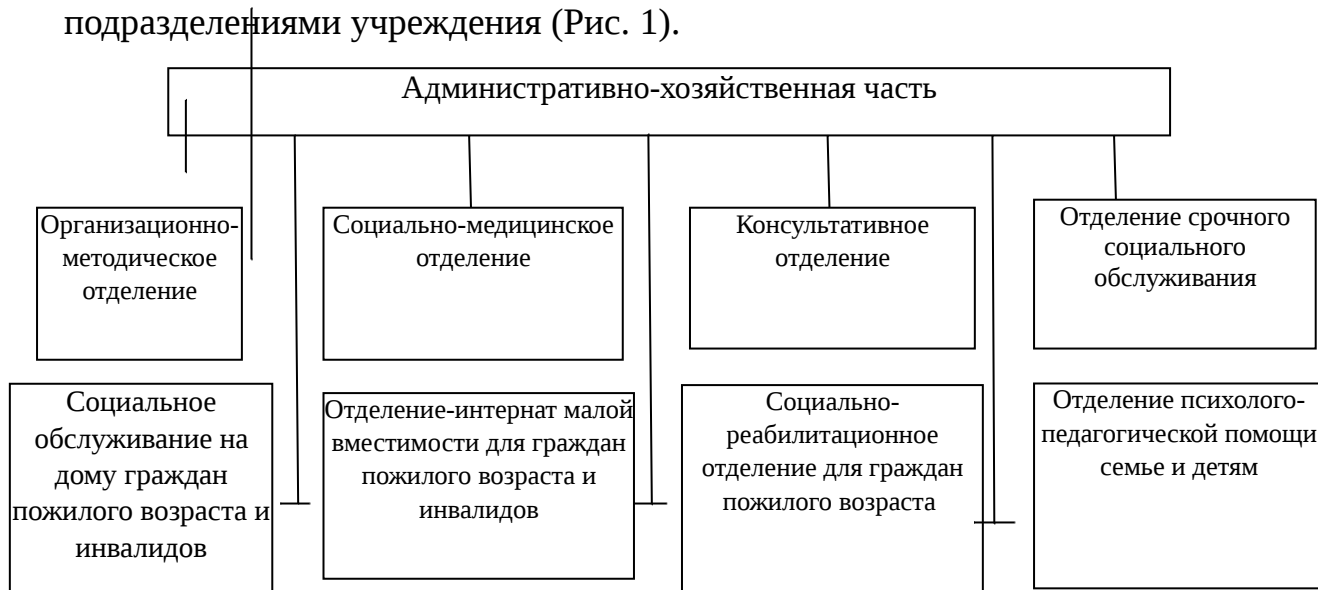 подразделениями учреждения (Рис. 1).
Административно-хозяйственная часть
Организационно-
методическое
отделение
Социально-медицинское
отделение
Консультативное
отделение
Отделение срочного
социального
обслуживания
Социальное
обслуживание на
дому граждан
пожилого возраста и
инвалидов
Отделение-интернат малой
вместимости для граждан
пожилого возраста и
инвалидов
Социально-
реабилитационное
отделение для граждан
пожилого возраста
Отделение психолого-
педагогической помощи
семье и детям